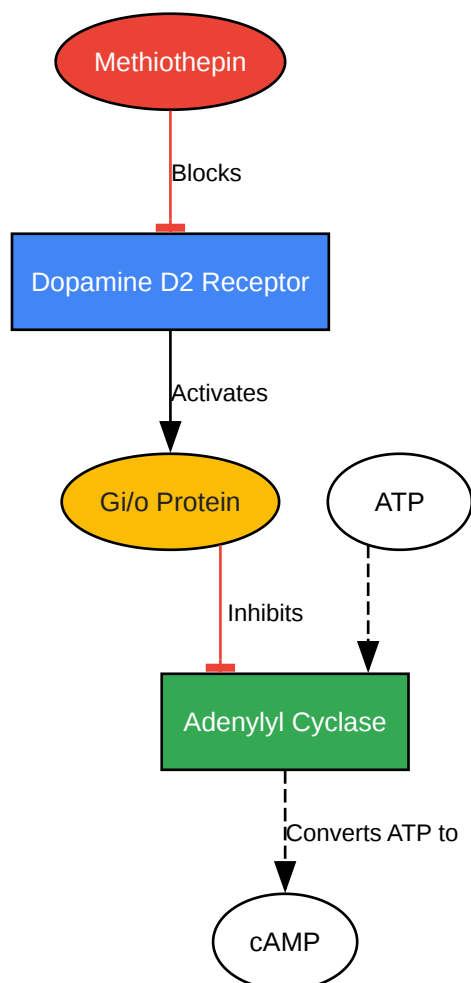 Methiothepin
Blocks
Dopamine D2 Receptor
Activates
Gi/o Protein
ATP
Inhibits
Adenylyl Cyclase
Converts ATP to
cAMP